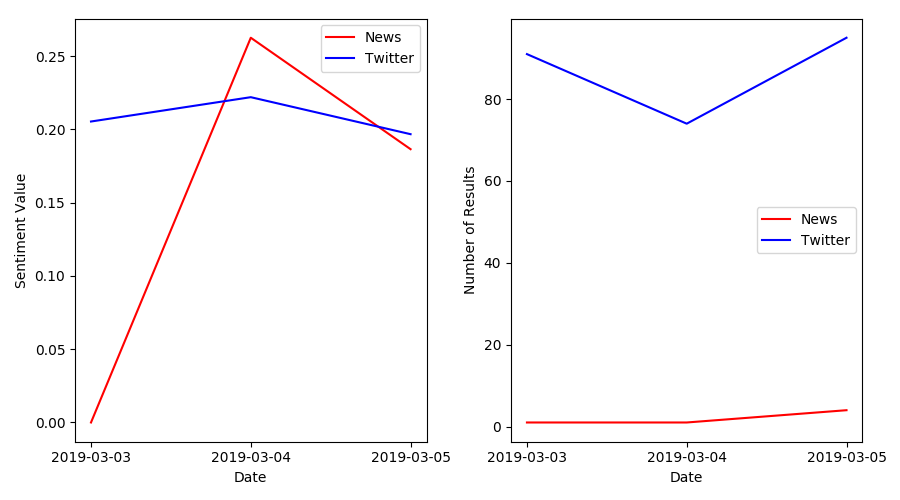 0.25
0.20
0.15
0.10
0.05
0.00
Sentiment Value
2019-03-03
2019-03-04
2019-03-05
Date
News
Twitter
80
60
40
20
0
Number of Results
2019-03-03
2019-03-04
2019-03-05
Date
News
Twitter